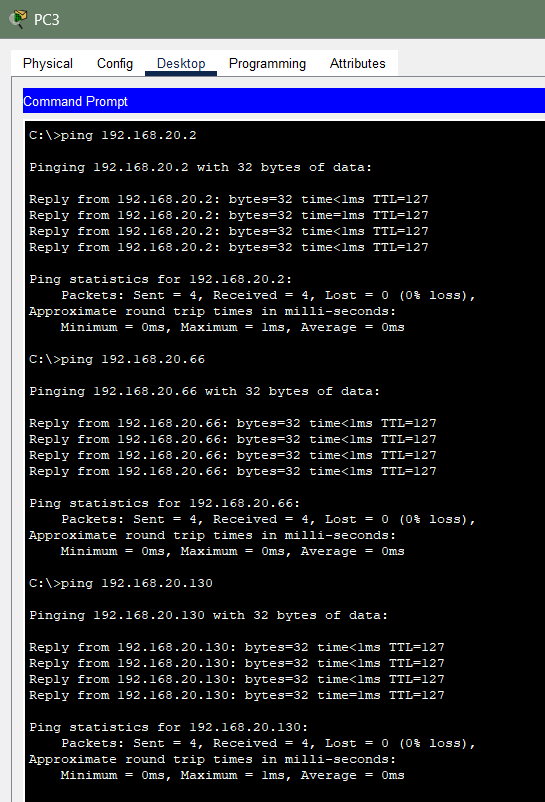 PC3
Physical Config Desktop Programming Attributes
Command Prompt
C:\>ping 192.168.20.2
Pinging 192.168.20.2 with 32 bytes of data:
Reply from 192.168.20.2: bytes=32 time<1ms TTL=127
Reply from 192.168.20.2: bytes=32 time=1ms TTL=127
Reply from 192.168.20.2: bytes=32 time<1ms TTL=127
Reply from 192.168.20.2: bytes=32 time<1ms TTL=127
Ping statistics for 192.168.20.2:
Packets: Sent = 4, Received = 4, Lost = 0 (0% loss),
Approximate round trip times in milli-seconds:
Minimum = 0ms, Maximum = 1ms, Average = 0ms
C:\>ping 192.168.20.66
Pinging 192.168.20.66 with 32 bytes of data:
Reply from 192.168.20.66: bytes=32 time<1ms TTL=127
Reply from 192.168.20.66: bytes=32 time<1ms TTL=127
Reply from 192.168.20.66: bytes=32 time<1ms TTL=127
Reply from 192.168.20.66: bytes=32 time<1ms TTL=127
Ping statistics for 192.168.20.66:
Packets: Sent = 4, Received = 4, Lost = 0 (0% loss),
Approximate round trip times in milli-seconds:
Minimum = 0ms, Maximum = 0ms, Average = 0ms
C:\>ping 192.168.20.130
Pinging 192.168.20.130 with 32 bytes of data:
Reply from 192.168.20.130: bytes=32 time<1ms TTL=127
Reply from 192.168.20.130: bytes=32 time<1ms TTL=127
Reply from 192.168.20.130: bytes=32 time<1ms TTL=127
Reply from 192.168.20.130: bytes=32 time=1ms TTL=127
Ping statistics for 192.168.20.130:
Packets: Sent = 4, Received = 4, Lost = 0 (0% loss),
Approximate round trip times in milli-seconds:
Minimum = 0ms, Maximum = 1ms, Average = 0ms